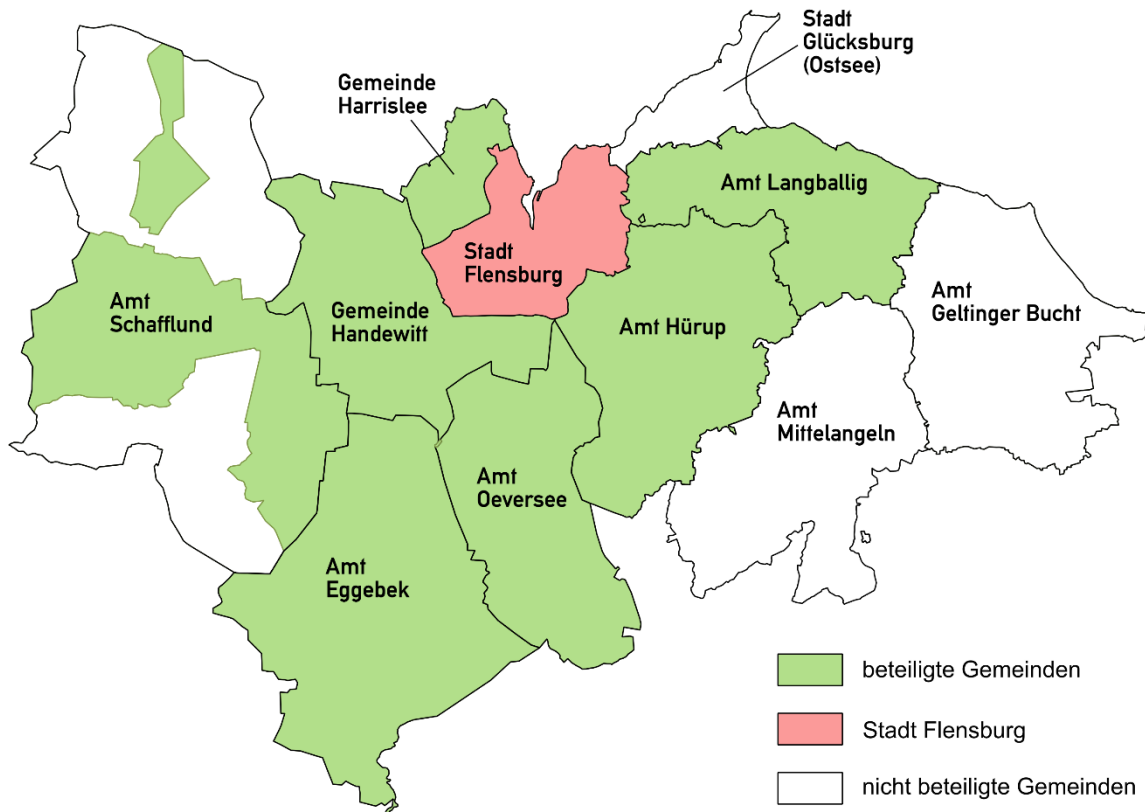 Stadt
Glücksburg
(Ostsee)
Gemeinde
Harrislee
Amt Langballig
Stadt
Flensburg
Amt
Schafflund
Gemeinde
Handewitt
Amt Hürup
Amt
Geltinger Bucht
Amt
Mittelangeln
Amt
Oeversee
Amt
Eggebek
beteiligte Gemeinden
Stadt Flensburg
nicht beteiligte Gemeinden